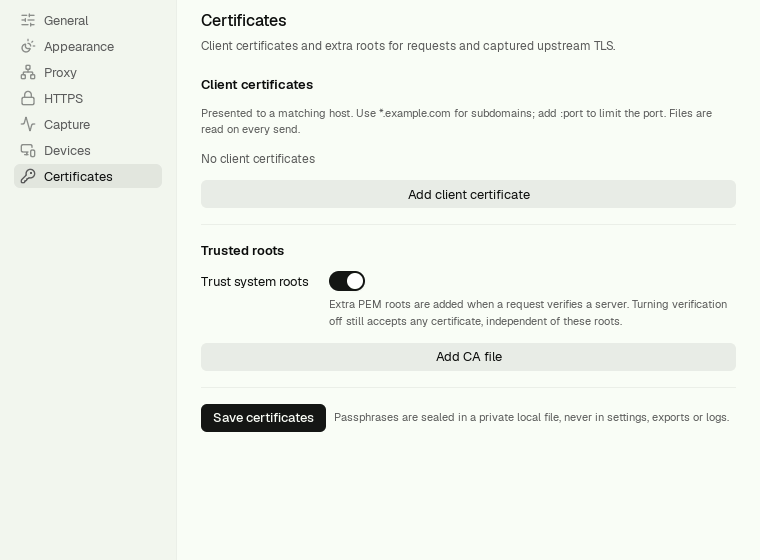 General
Appearance
Proxy
HTTPS
Capture
Devices
Certificates
Certificates
Client certificates and extra roots for requests and captured upstream TLS.
Client certificates
Presented to a matching host. Use *.example.com for subdomains; add :port to limit the port. Files are
read on every send.
No client certificates
Add client certificate
Trusted roots
Trust system roots
Extra PEM roots are added when a request verifies a server. Turning verification
off still accepts any certificate, independent of these roots.
Add CA file
Save certificates
Passphrases are sealed in a private local file, never in settings, exports or logs.